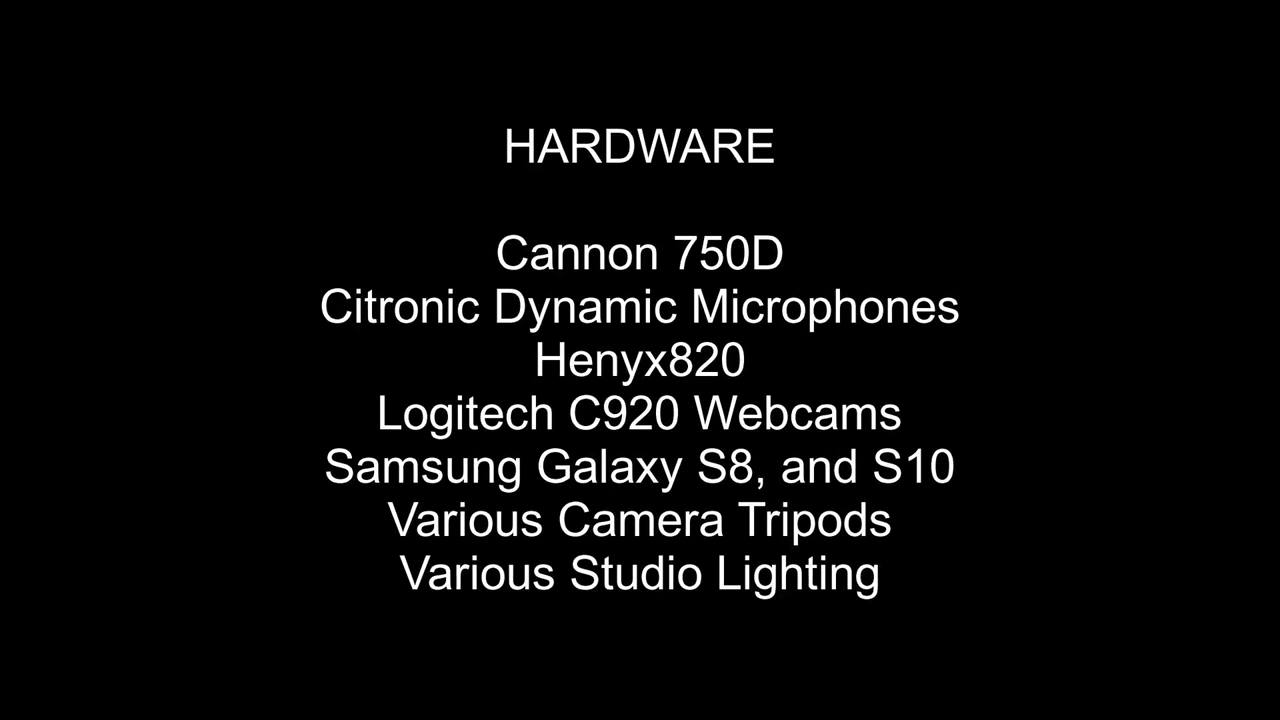 HARDWARE
Cannon 750D
Citronic Dynamic Microphones
Henyx820
Logitech C920 Webcams
Samsung Galaxy S8, and S10
Various Camera Tripods
Various Studio Lighting